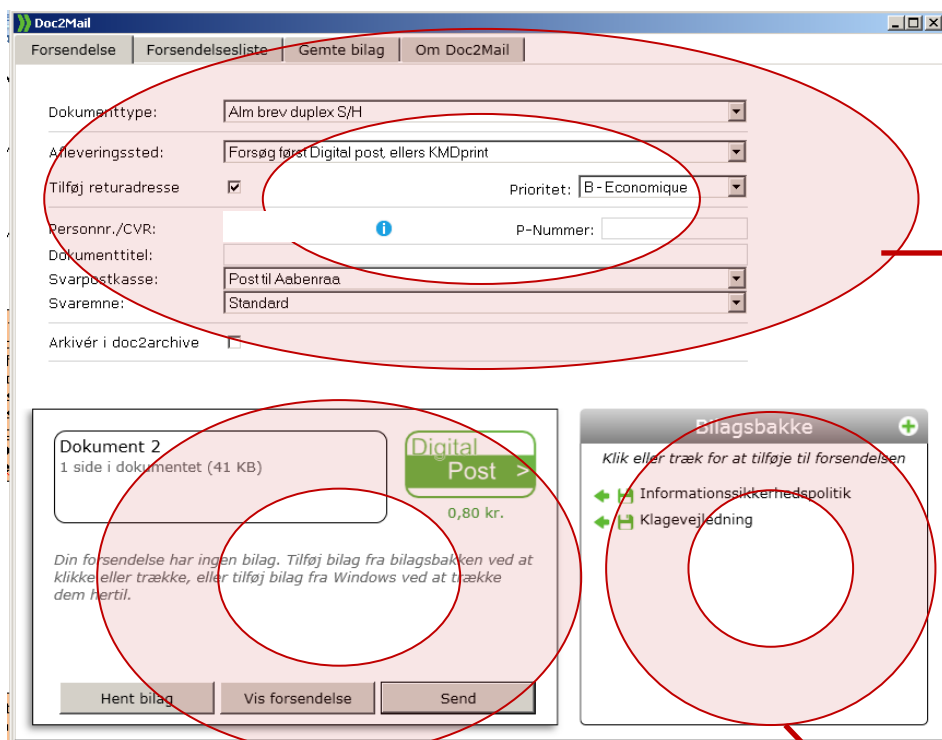 Doc2Mail
Forsendelse Forsendelsesliste Gemte bilag Om Doc2Mail
Dokumenttype: Alm brev duplex S/H
Afleveringssted: Forsøg først Digital post, ellers KMDprint
Tilføj returadresse Prioritet: B - Economique
Personnr./CVR: P-Nummer:
Dokumenttitel:
Svarpostkasse: Post til Aabenraa
Svaremne: Standard
Arkivér i doc2archive
Dokument 2
1 side i dokumentet (41 KB)
Digital
Post >
0,80 kr.
Din forsendelse har ingen bilag. Tilføj bilag fra bilagsbakken ved at
klikke eller trække, eller tilføj bilag fra Windows ved at trække
dem hertil.
Hent bilag Vis forsendelse Send
Bilagsbakke
Klik eller træk for at tilføje til forsendelsen
Informationssikkerhedspolitik
Klagevejledning